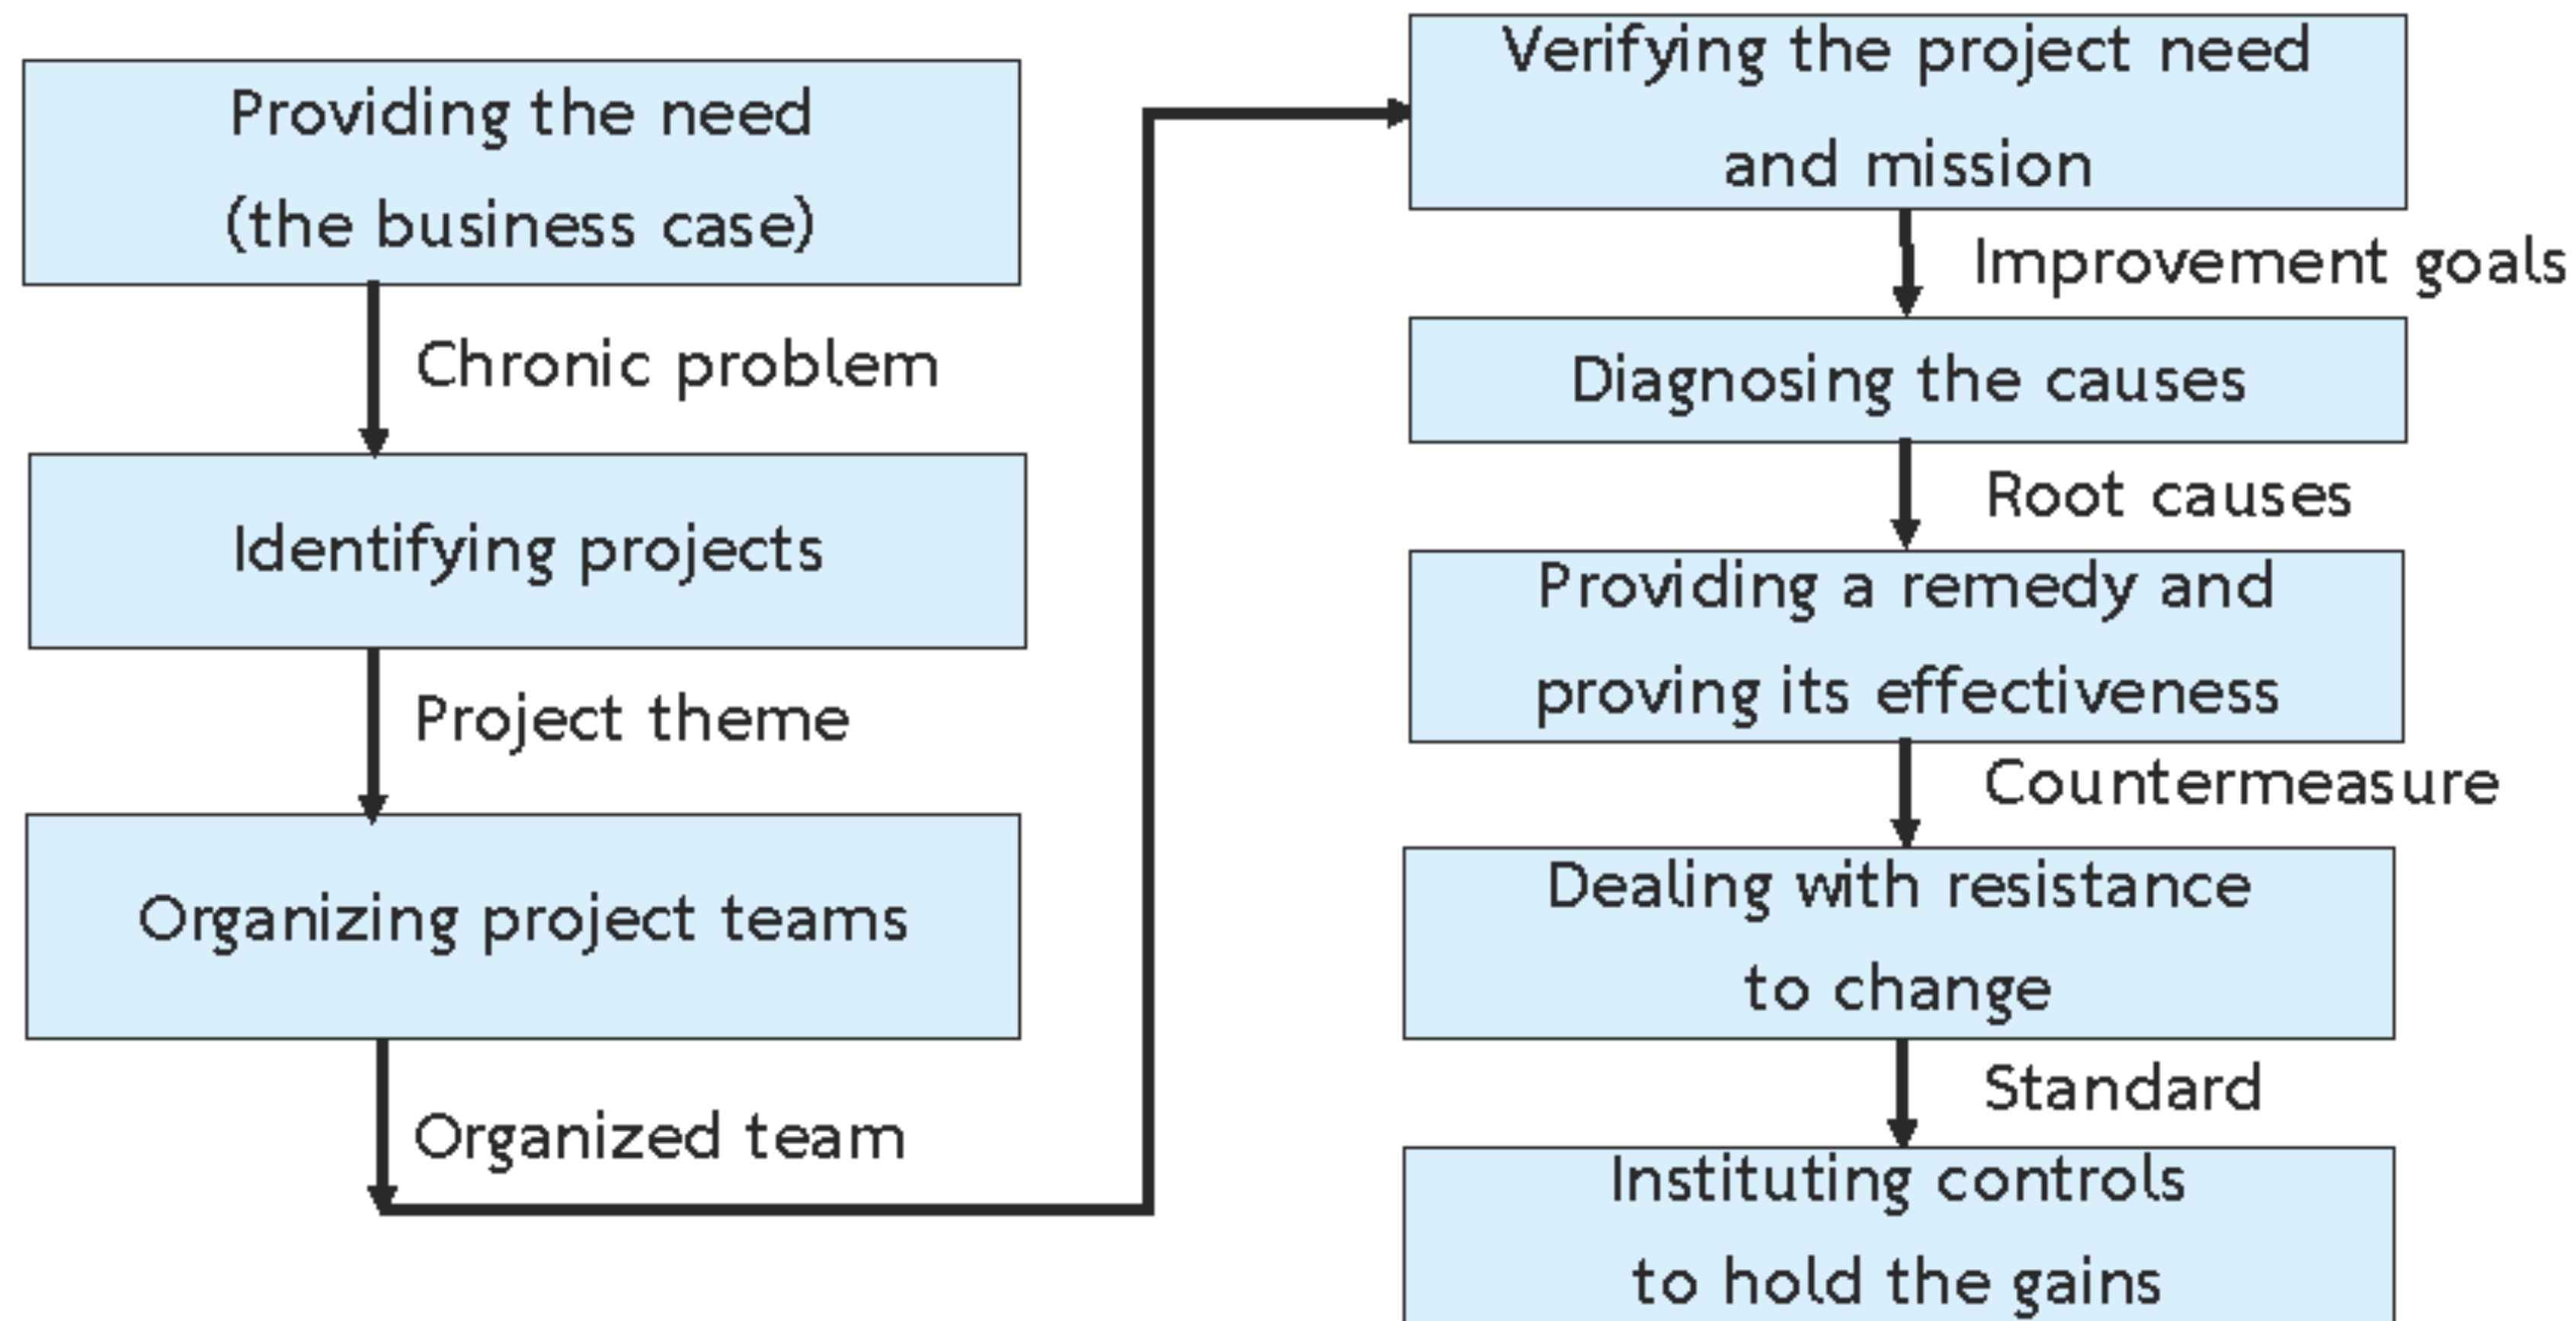 Providing the need
(the business case)
Chronic problem
Identifying projects
Project theme
Organizing project teams
Organized team
Verifying the project need
and mission
Improvement goals
Diagnosing the causes
Root causes
Providing a remedy and
proving its effectiveness
Countermeasure
Dealing with resistance
to change
Standard
Instituting controls
to hold the gains